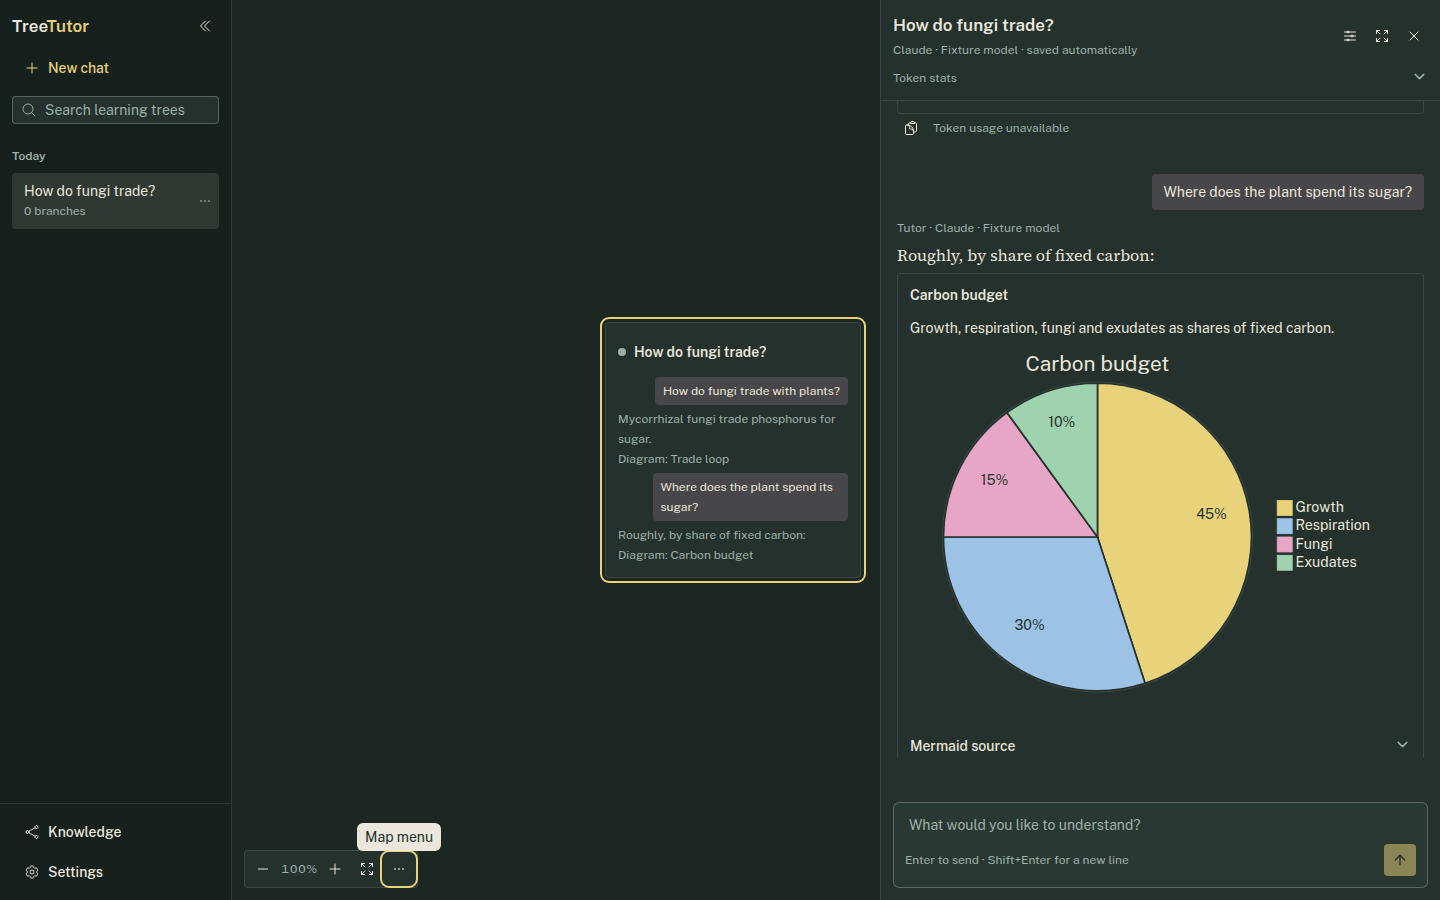 TreeTutor
New chat
Search learning trees
Today
How do fungi trade?
0 branches
Knowledge
Settings
How do fungi trade?
How do fungi trade with plants?
Mycorrhizal fungi trade phosphorus for
sugar.
Diagram: Trade loop
Where does the plant spend its
sugar?
Roughly, by share of fixed carbon:
Diagram: Carbon budget
Map menu
100%
How do fungi trade?
Claude · Fixture model · saved automatically
Token stats
Token usage unavailable
Where does the plant spend its sugar?
Tutor · Claude · Fixture model
Roughly, by share of fixed carbon:
Carbon budget
Growth, respiration, fungi and exudates as shares of fixed carbon.
Carbon budget
10%
15%
45%
30%
Growth
Respiration
Fungi
Exudates
Mermaid source
What would you like to understand?
Enter to send · Shift+Enter for a new line